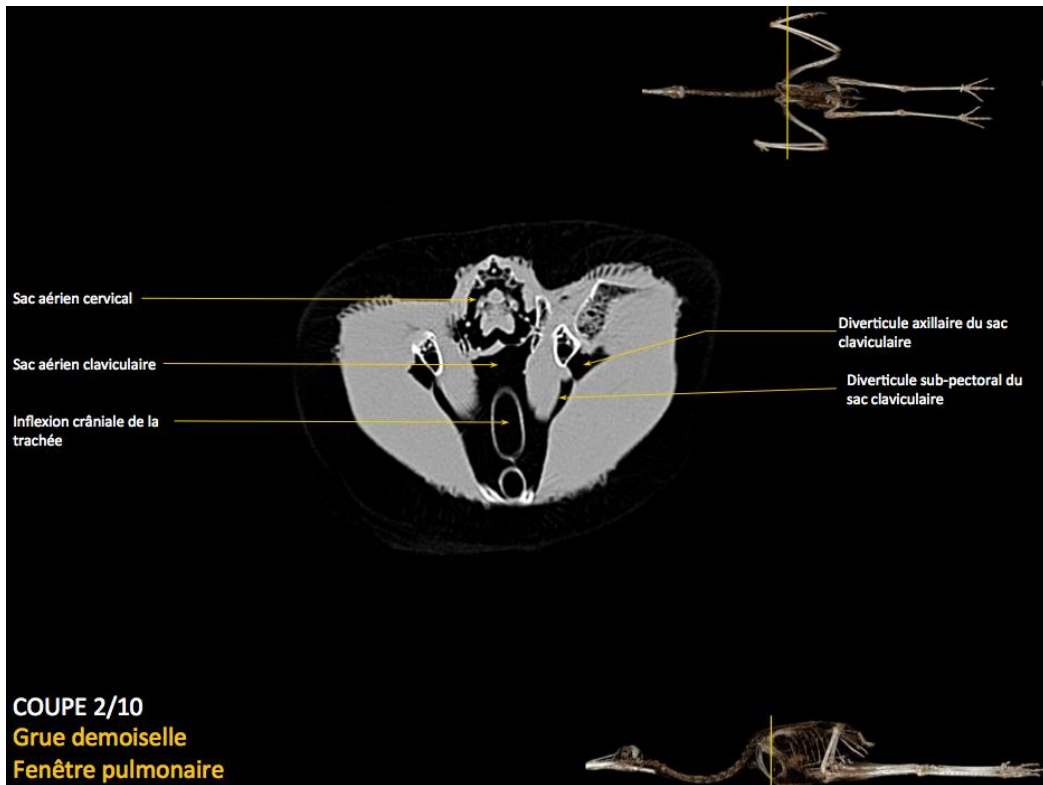 Sac aérien cervical
Sac aérien claviculaire
Inflexion crâniale de la
trachée
Diverticule axillaire du sac
claviculaire
Diverticule sub-pectoral du
sac claviculaire
COUPE 2/10
Grue demoiselle
Fenêtre pulmonaire